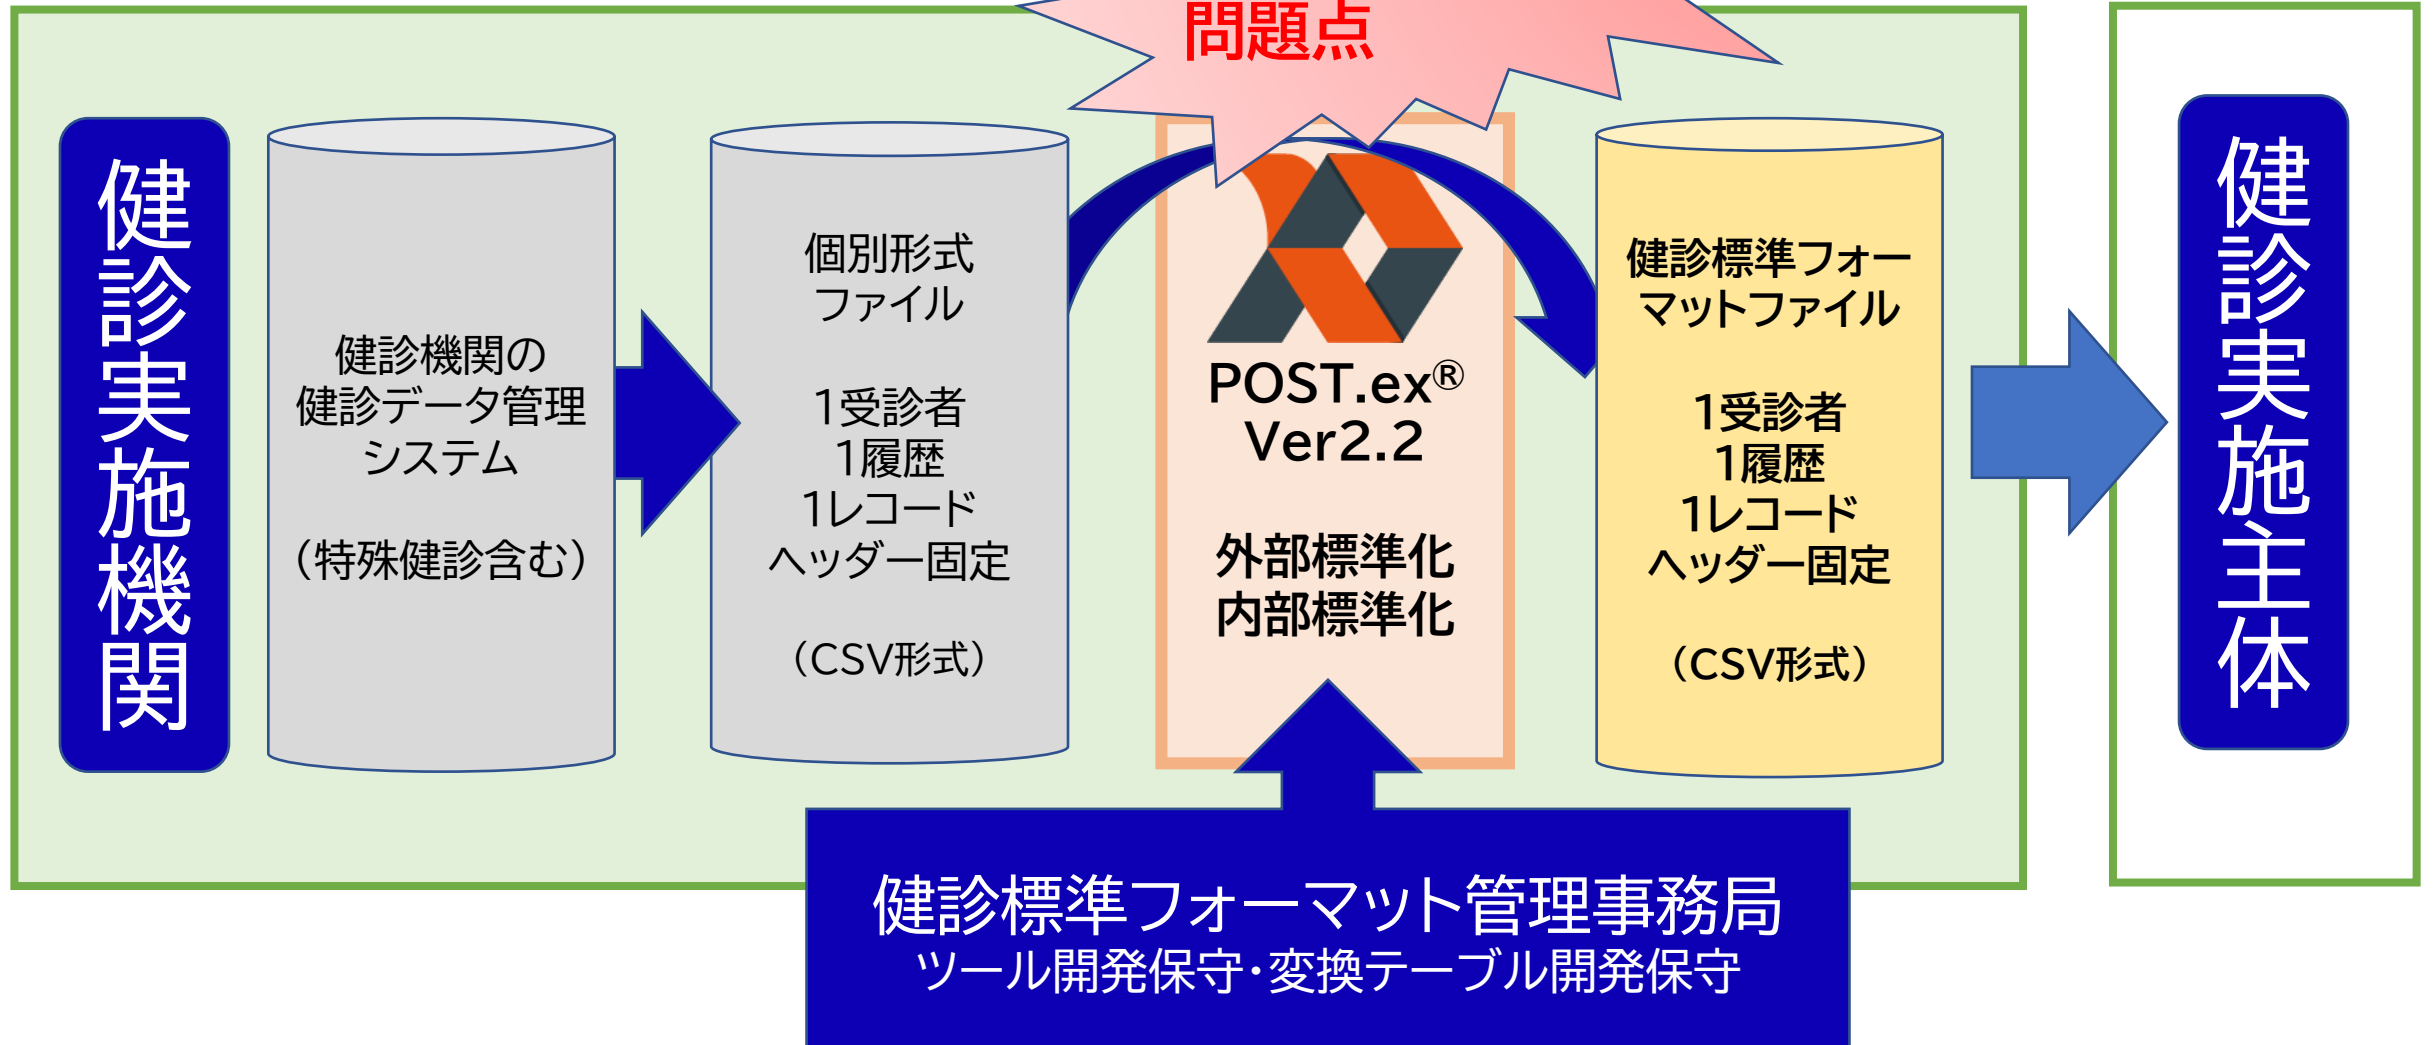 問題点
健診実施機関
健診機関の
健診データ管理
システム
（特殊健診含む）
個別形式
ファイル
1受診者
1履歴
1レコード
ヘッダー固定
（CSV形式）
POST.ex®
Ver2.2
外部標準化
内部標準化
健診標準フォー
マットファイル
1受診者
1履歴
1レコード
ヘッダー固定
（CSV形式）
健診実施主体
健診標準フォーマット管理事務局
ツール開発保守・変換テーブル開発保守